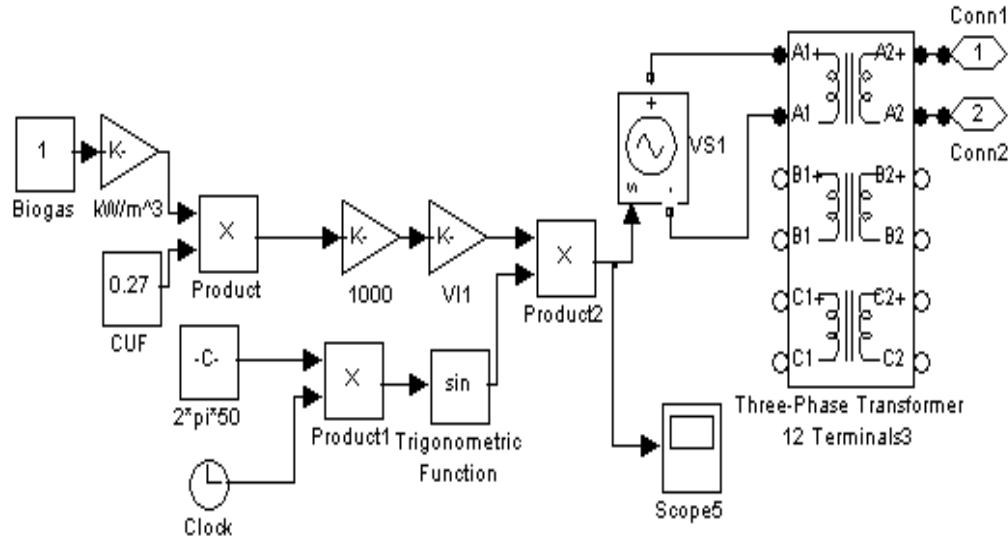 Conn1
1
A1+
A2+
+
VS1
s
-
A1
A2
2
Conn2
1
K-
Biogas
kW/m^3
B1+
B2+
X
K-
K-
X
B1
B2
0.27
Product
1000
VI1
Product2
C1+
C2+
CUF
-C-
X
sin
C1
C2
2*pi*50
Product1
Trigonometric
Function
Three-Phase Transformer
12 Terminals3
Clock
Scope5